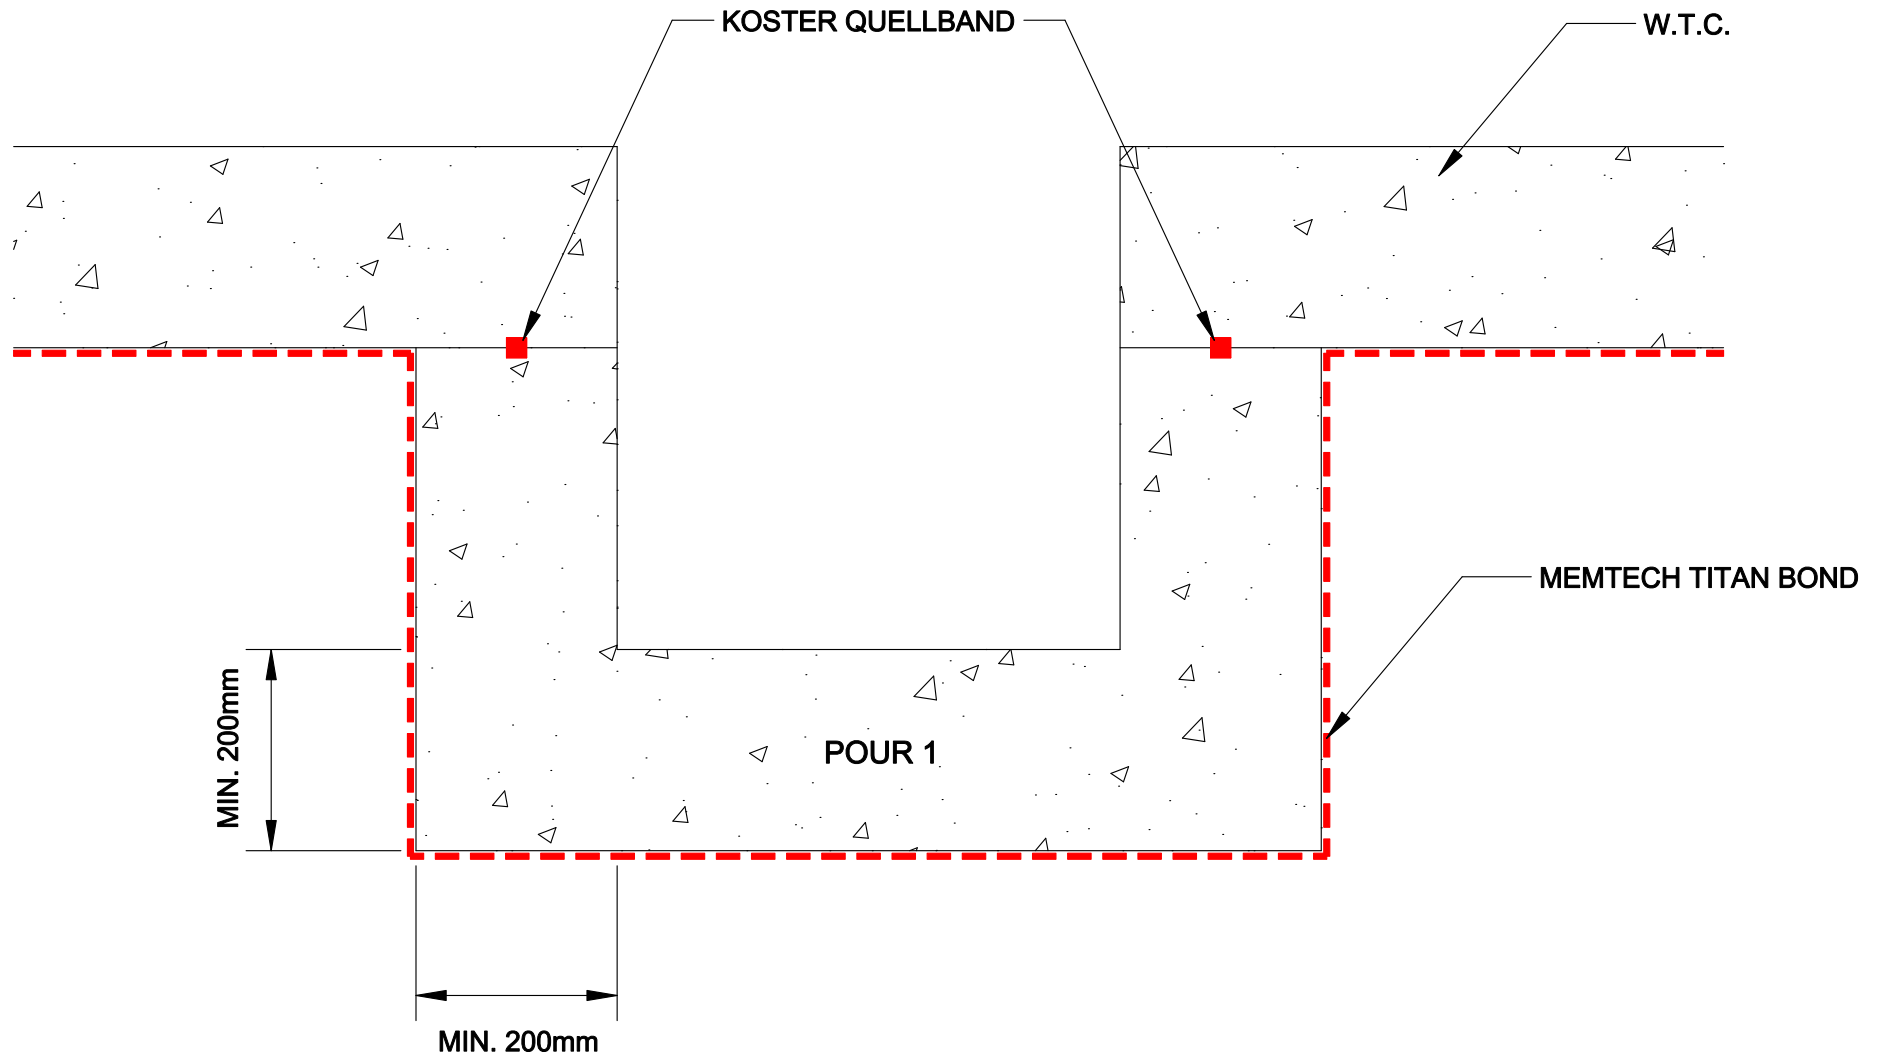 KOSTER QUELLBAND
W.T.C.
MEMTECH TITAN BOND
MIN. 200mm
POUR 1
MIN. 200mm